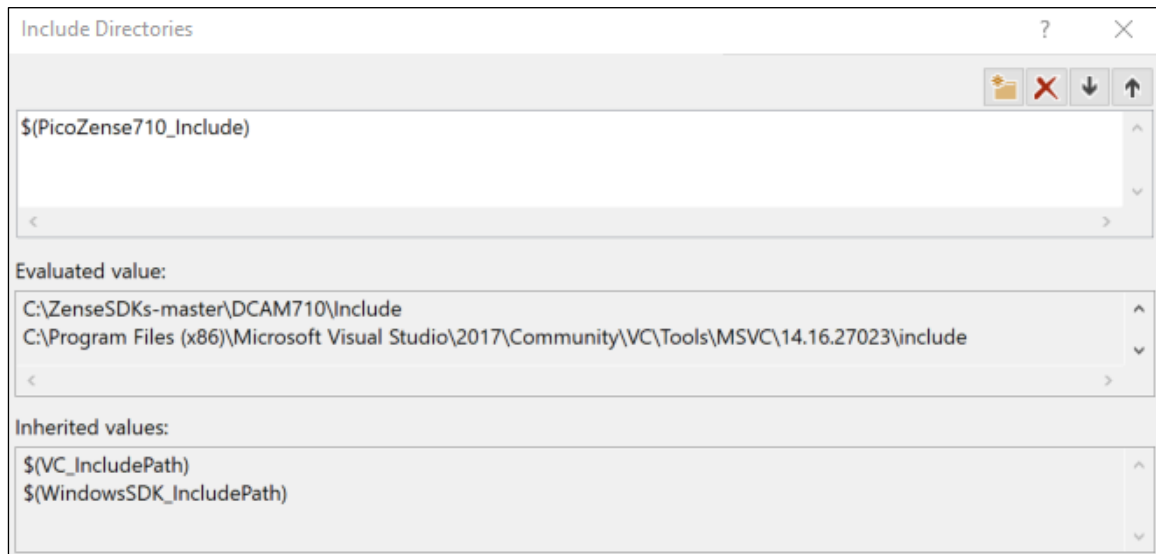 Include Directories
$(PicoZense710_Include)
Evaluated value:
C:\ZenseSDKs-master\DCAM710\Include
C:\Program Files (x86)\Microsoft Visual Studio\2017\Community\VC\Tools\MSVC\14.16.27023\include
Inherited values:
$(VC_IncludePath)
$(WindowsSDK_IncludePath)